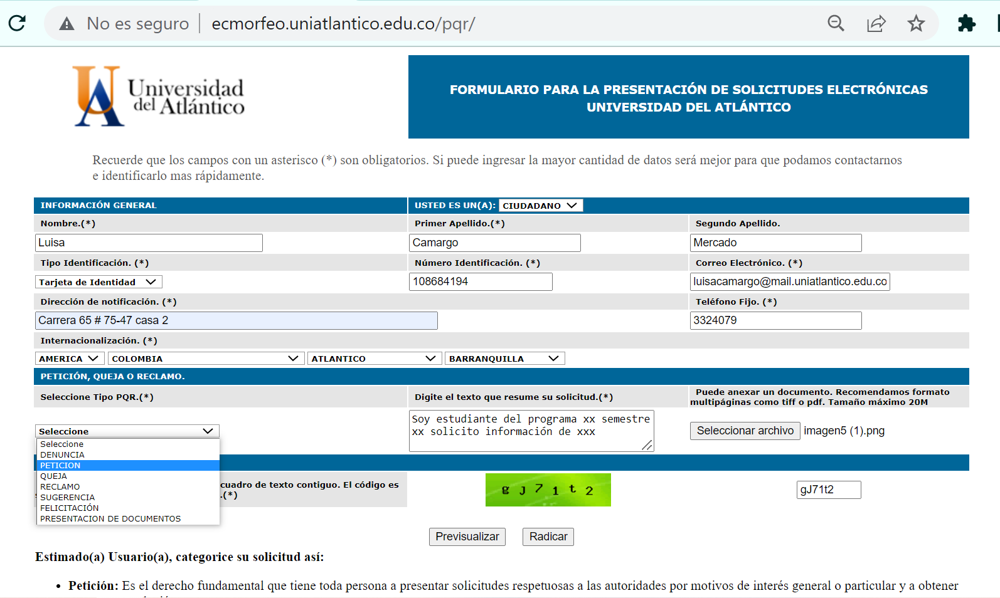 No es seguro ecmorfeo.uniatlantico.edu.co/pqr/
Universidad
del Atlántico
FORMULARIO PARA LA PRESENTACIÓN DE SOLICITUDES ELECTRÓNICAS
UNIVERSIDAD DEL ATLÁNTICO
Recuerde que los campos con un asterisco (*) son obligatorios. Si puede ingresar la mayor cantidad de datos será mejor para que podamos contactarnos
e identificarlo mas rápidamente.
INFORMACIÓN GENERAL USTED ES UN(A): CIUDADANO
Nombre.(*) Primer Apellido.(*) Segundo Apellido.
Luisa Camargo Mercado
Tipo Identificación. (*) Número Identificación. (*) Correo Electrónico. (*)
Tarjeta de Identidad 108684194 luisacamargo@mail.uniatlantico.edu.co
Dirección de notificación. (*) Teléfono Fijo. (*)
Carrera 65 # 75-47 casa 2 3324079
Internacionalización. (*)
AMERICA COLOMBIA ATLANTICO BARRANQUILLA
PETICIÓN, QUEJA O RECLAMO.
Seleccione Tipo PQR.(*) Digite el texto que resume su solicitud.(*) Puede anexar un documento. Recomendamos formato
multipáginas como tiff o pdf. Tamaño máximo 20M
Soy estudiante del programa xx semestre
xx solicito información de xxx
Seleccionar archivo imagen5 (1).png
Seleccione
Seleccione
DENUNCIA
PETICION
QUEJA
RECLAMO
SUGERENCIA
FELICITACIÓN
PRESENTACION DE DOCUMENTOS
cuadro de texto contiguo. El código es
.(*)
g J 7 1 t 2
gJ71t2
Previsualizar Radicar
Estimado(a) Usuario(a), categorice su solicitud así:
• Petición: Es el derecho fundamental que tiene toda persona a presentar solicitudes respetuosas a las autoridades por motivos de interés general o particular y a obtener